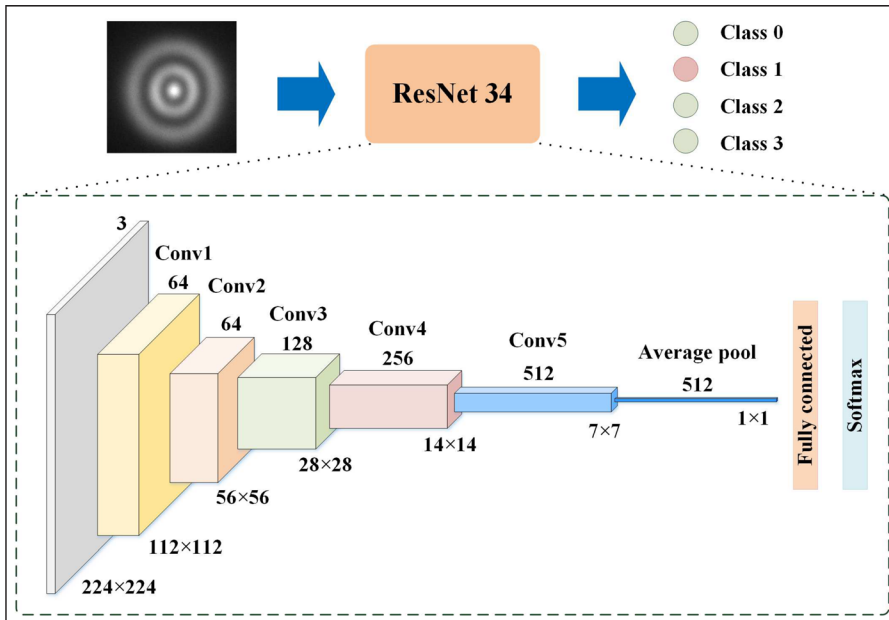 ResNet 34
Class 0
Class 1
Class 2
Class 3
3
Conv1
64
Conv2
64
Conv3
128
Conv4
256
Conv5
512
Average pool
512
1×1
7×7
14×14
28×28
56×56
112×112
224×224
Fully connected
Softmax